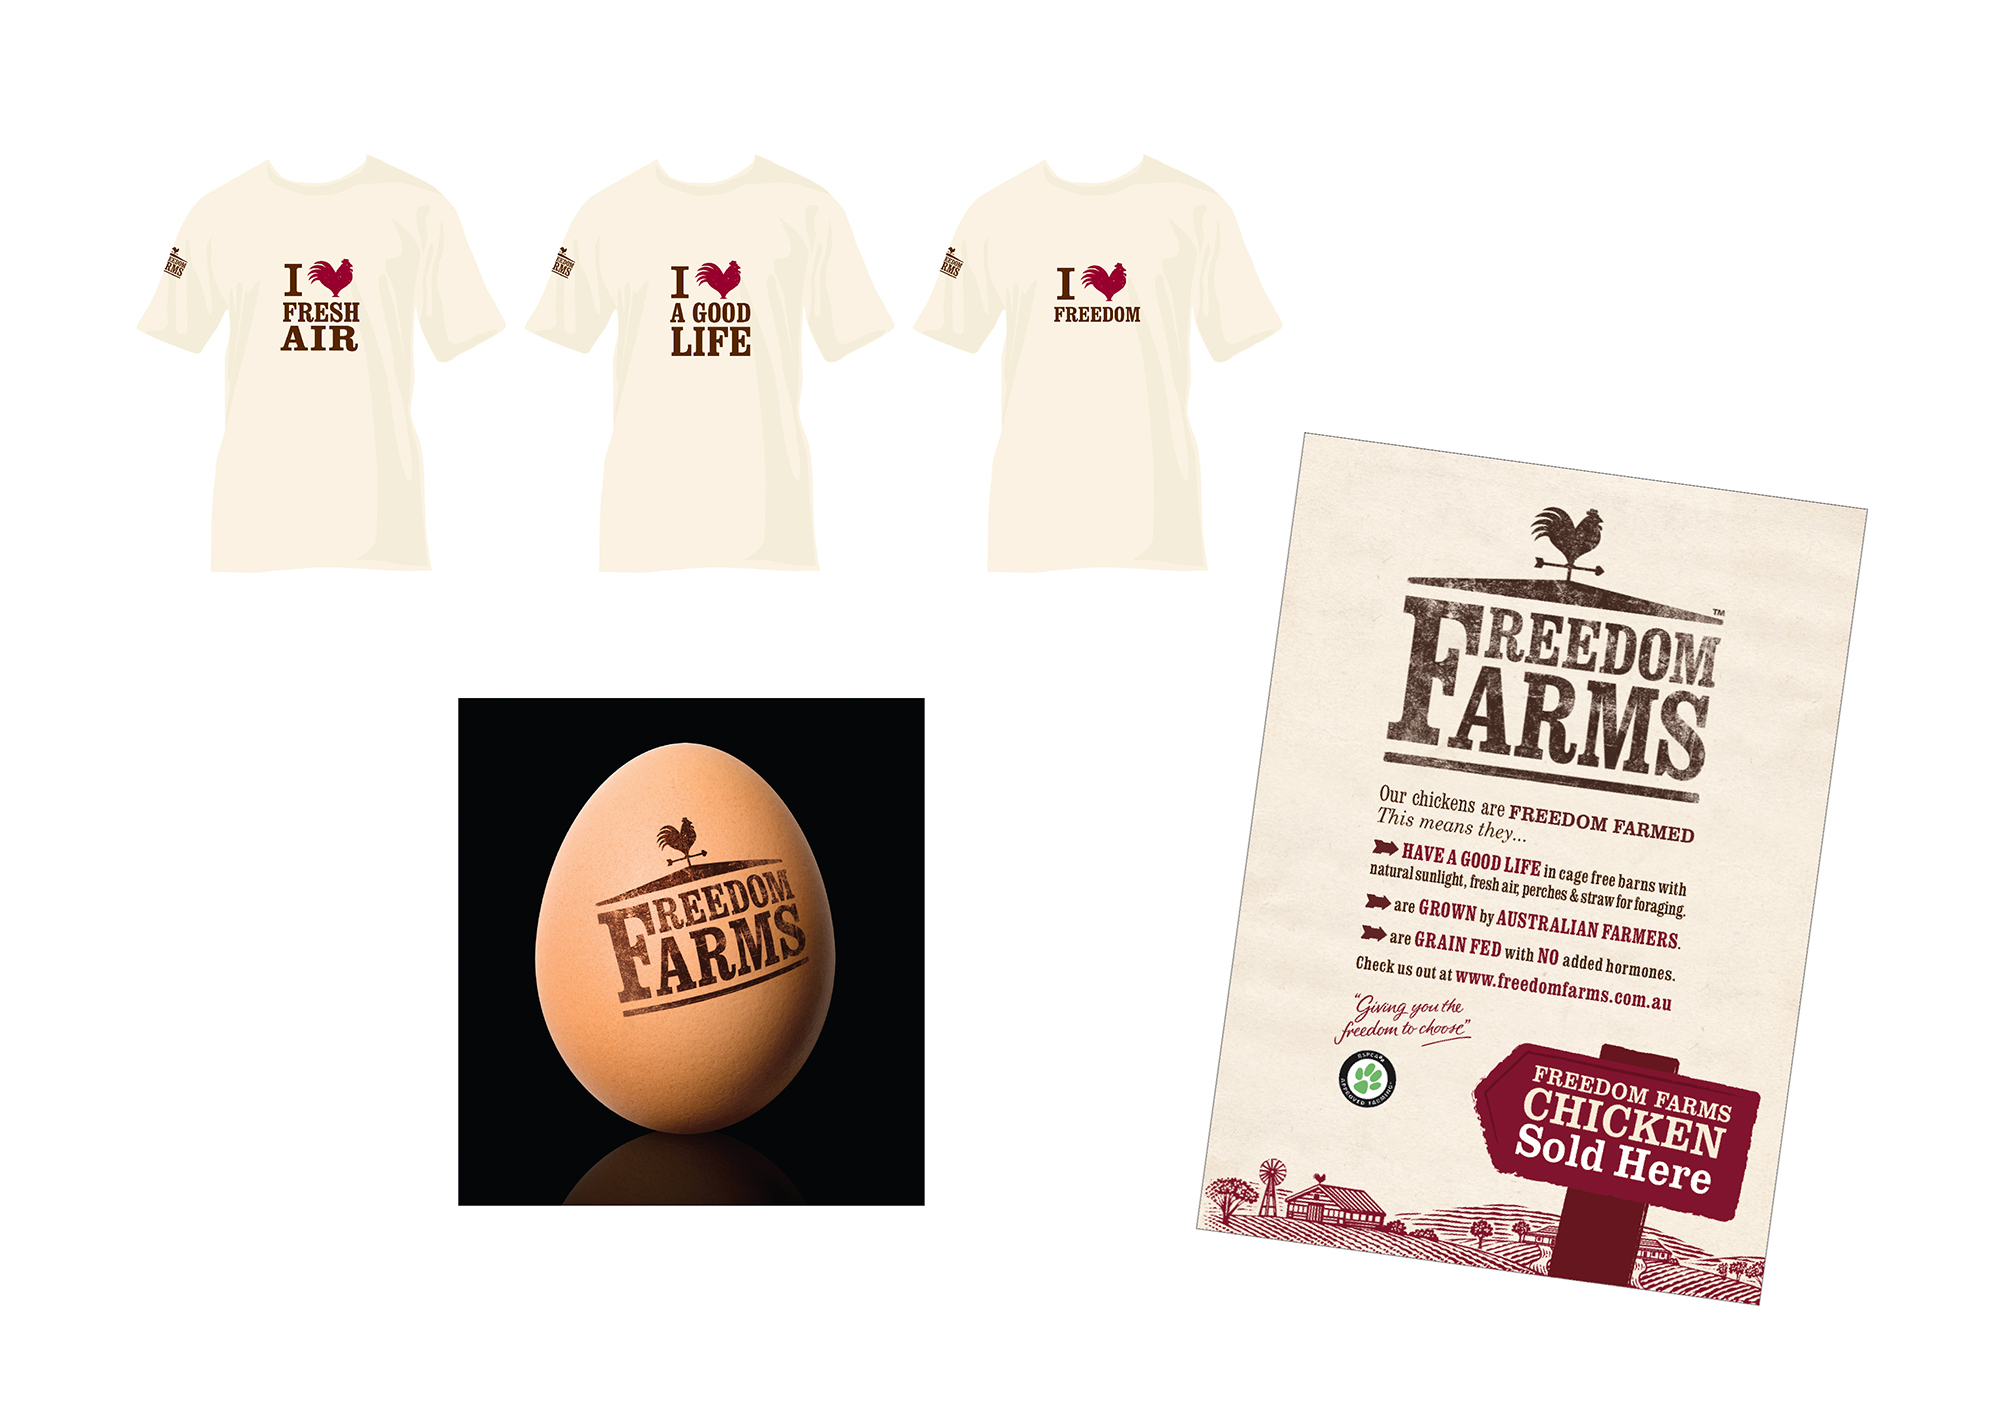 I
FRESH
AIR
I
A GOOD
LIFE
I
FREEDOM
FREEDOM
FARMS
FREEDOM
FARMS
™
Our chickens are FREEDOM FARMED
This means they...
HAVE A GOOD LIFE in cage free barns with
natural sunlight, fresh air, perches & straw for foraging.
are GROWN by AUSTRALIAN FARMERS.
are GRAIN FED with NO added hormones.
Check us out at www.freedomfarms.com.au
"Giving you the
freedom to choose"
RSPCA
APPROVED FARMING
FREEDOM FARMS
CHICKEN
Sold Here